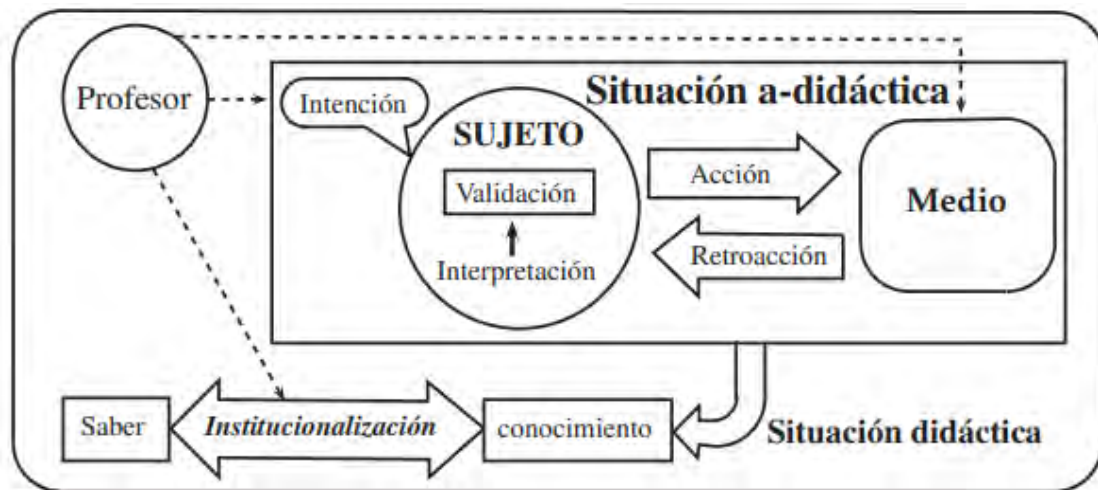 Profesor
Situación a-didáctica
Intención
SUJETO
Validación
Interpretación
Acción
Retroacción
Medio
Saber
Institucionalización
conocimiento
Situación didáctica